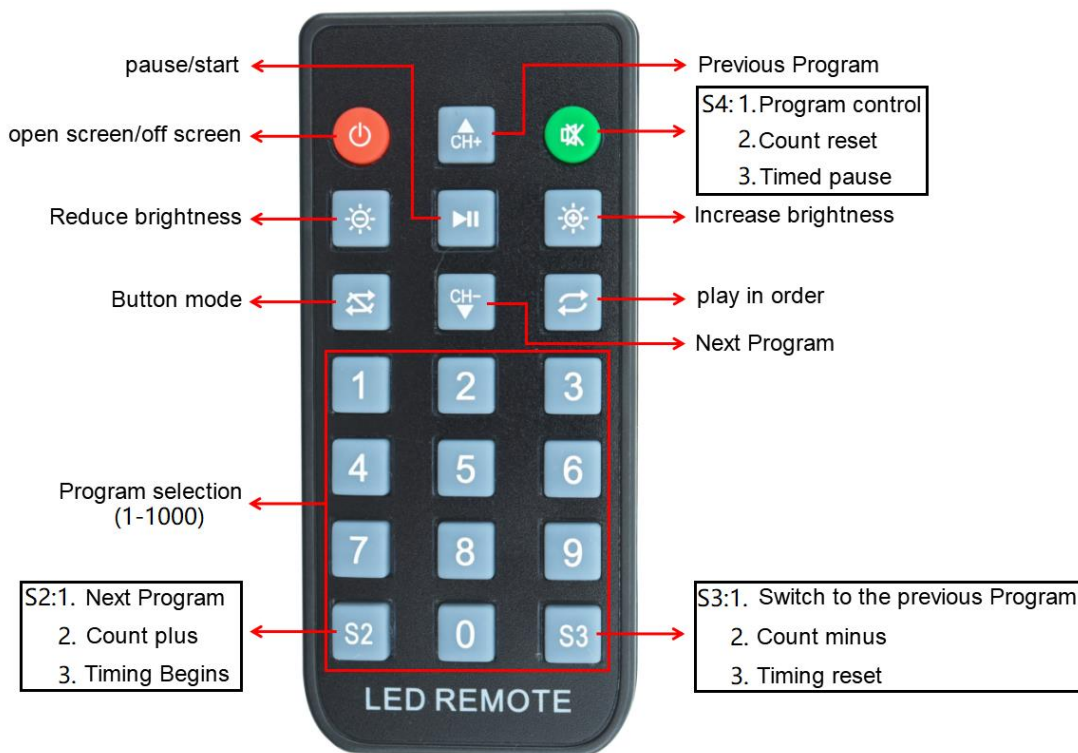 pause/start
Previous Program
open screen/off screen
CH+
S4: 1. Program control
2. Count reset
3. Timed pause
Reduce brightness
Increase brightness
Button mode
CH-
play in order
Next Program
1 2 3
4 5 6
Program selection
(1-1000)
7 8 9
S2:1. Next Program
2. Count plus
3. Timing Begins
S2 0 S3
S3:1. Switch to the previous Program
2. Count minus
3. Timing reset
LED REMOTE